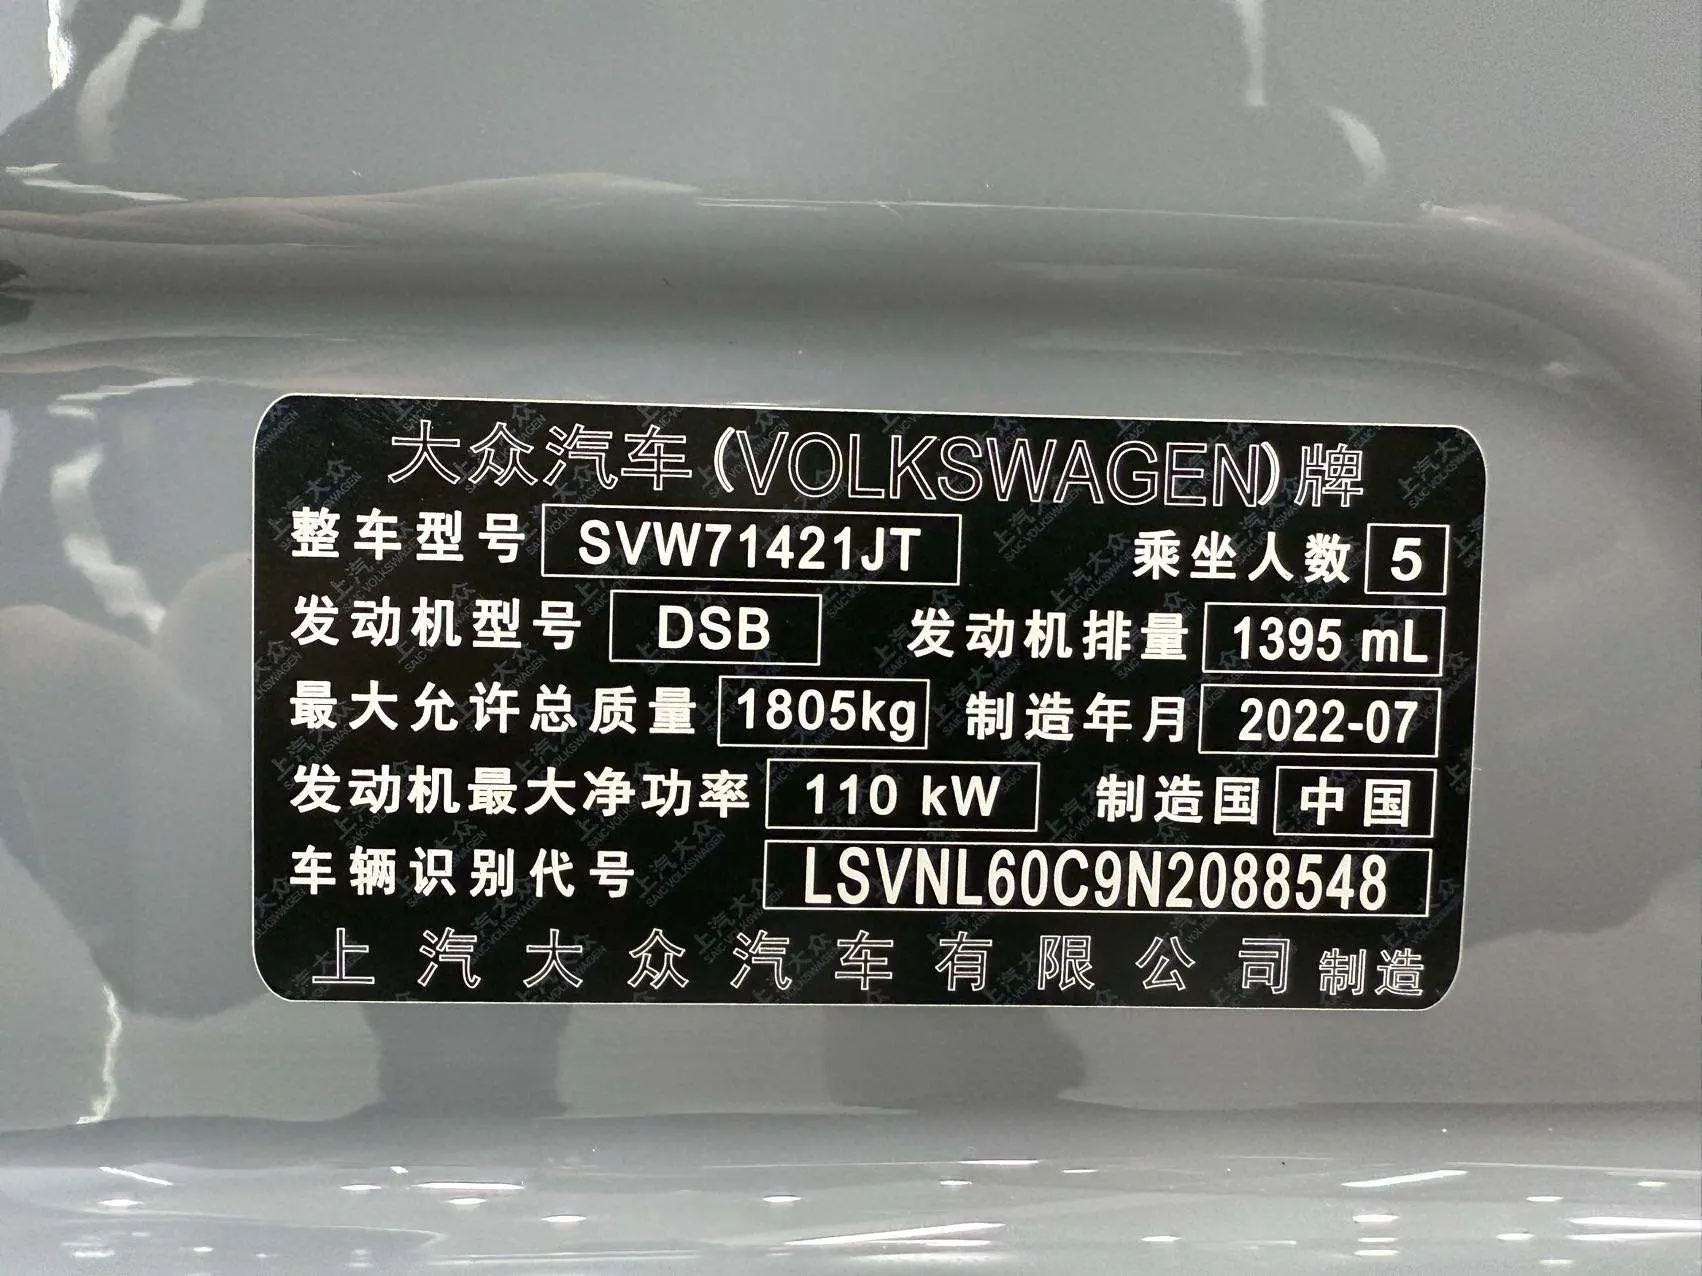 大众汽车(VOLKSWAGEN)牌
整车型号 SVW71421JT 乘坐人数 5
发动机型号 DSB 发动机排量 1395 mL
最大允许总质量 1805kg 制造年月 2022-07
发动机最大净功率 110 kW 制造国 中国
车辆识别代号 LSVNL60C9N2088548
上汽大众汽车有限公司制造